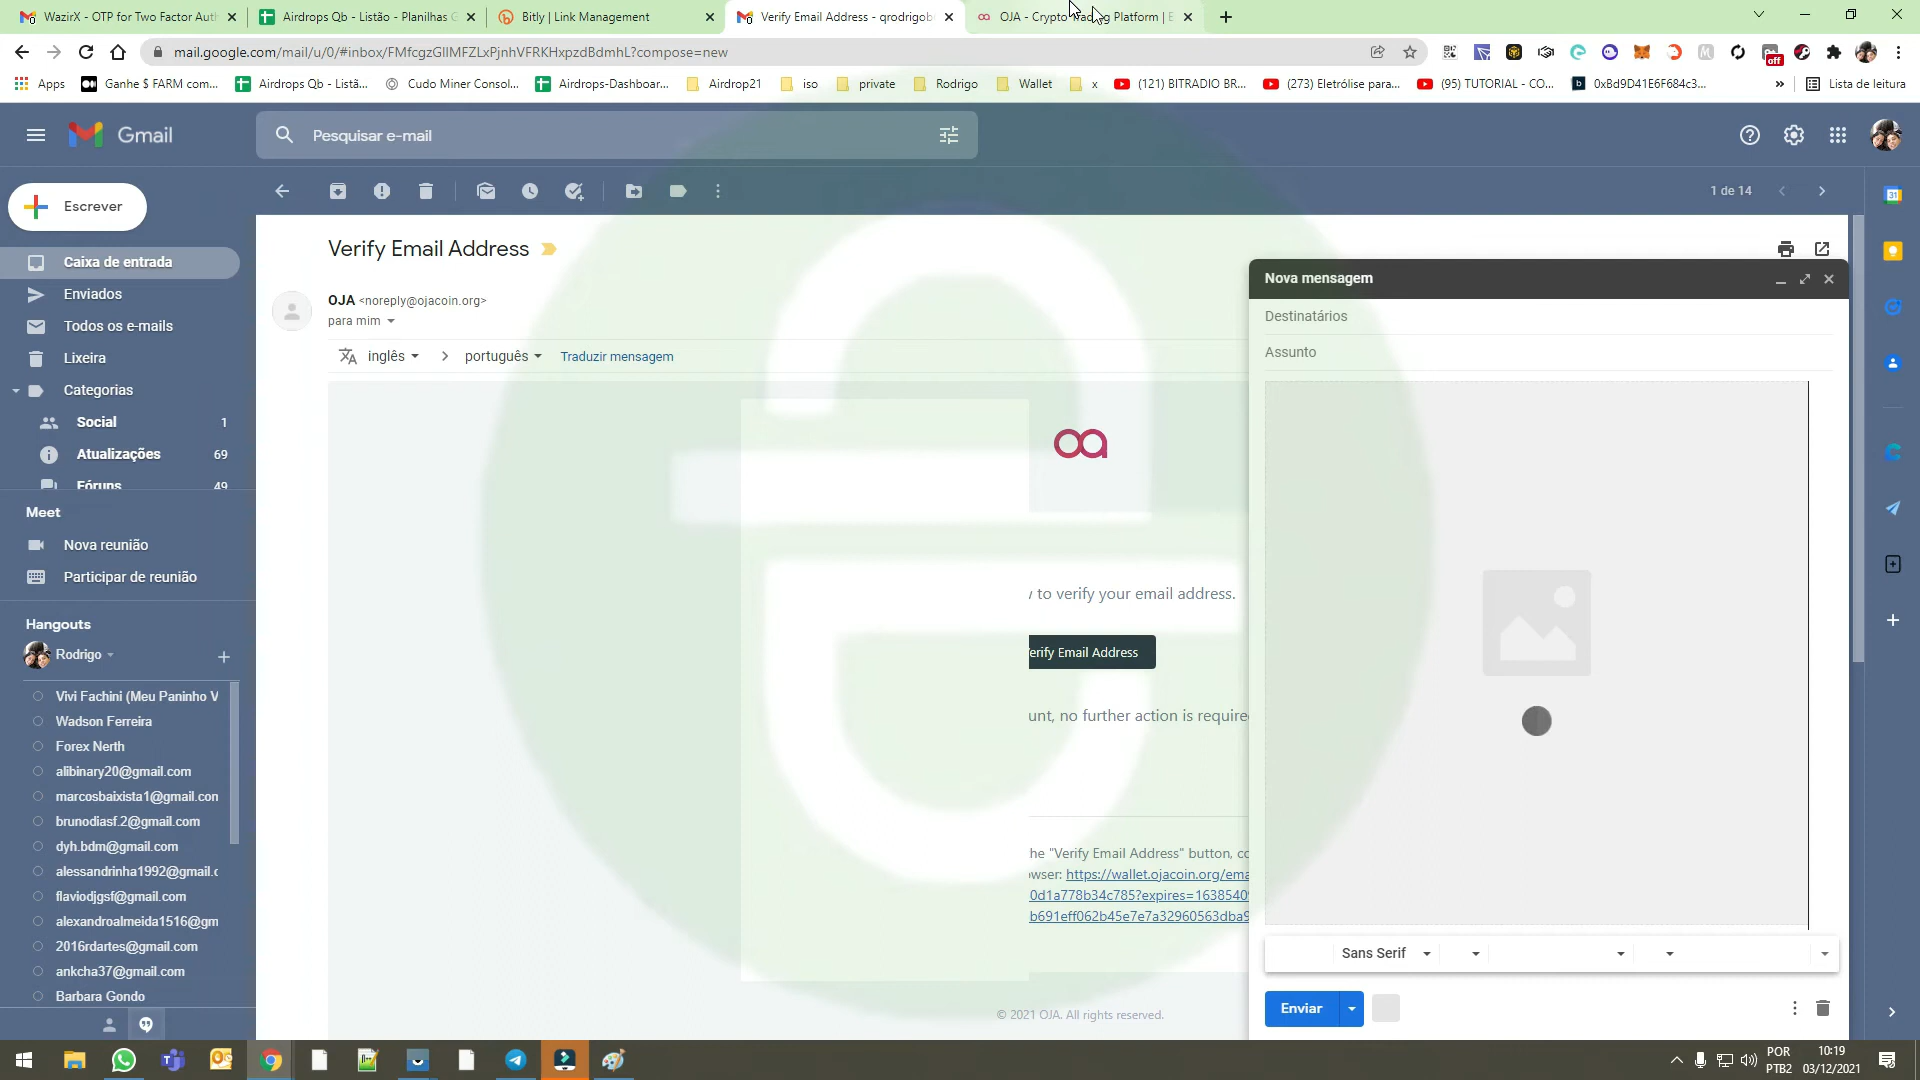 WazirX - OTP for Two Factor Auth
Airdrops Qb - Listão - Planilhas G
Bitly | Link Management
Verify Email Address - qrodrigob
OJA - Crypto Trading Platform | E
mail.google.com/mail/u/0/#inbox/FMfcgzGllMFZLxPjnhVFRKHxpzdBdmhL?compose=new
off
Apps
Ganhe $ FARM com...
Airdrops Qb - Listã...
Cudo Miner Consol...
Airdrops-Dashboar...
Airdrop21
iso
private
Rodrigo
Wallet
x
(121) BITRADIO BR...
(273) Eletrólise para...
(95) TUTORIAL - CO...
0xBd9D41E6F684c3...
»
Lista de leitura
Gmail
Pesquisar e-mail
Escrever
1 de 14
Caixa de entrada
Enviados
Todos os e-mails
Lixeira
Categorias
Social 1
Atualizações 69
Fóruns 49
Meet
Nova reunião
Participar de reunião
Hangouts
Rodrigo
Vivi Fachini (Meu Paninho V
Wadson Ferreira
Forex Nerth
alibinary20@gmail.com
marcosbaixista1@gmail.con
brunodiasf.2@gmail.com
dyh.bdm@gmail.com
alessandrinha1992@gmail.c
flaviodjgsf@gmail.com
alexandroalmeida1516@gm
2016rdartes@gmail.com
ankcha37@gmail.com
Barbara Gondo
Verify Email Address
OJA <noreply@ojacoin.org>
para mim
inglês > português Traduzir mensagem
to verify your email address.
erify Email Address
unt, no further action is require
he "Verify Email Address" button, co
owser: https://wallet.ojacoin.org/ema
0d1a778b34c785?expires=16385409
b691eff062b45e7e7a32960563dba9
© 2021 OJA. All rights reserved.
Nova mensagem
Destinatários
Assunto
Sans Serif
Enviar
31
POR
PTB2
10:19
03/12/2021